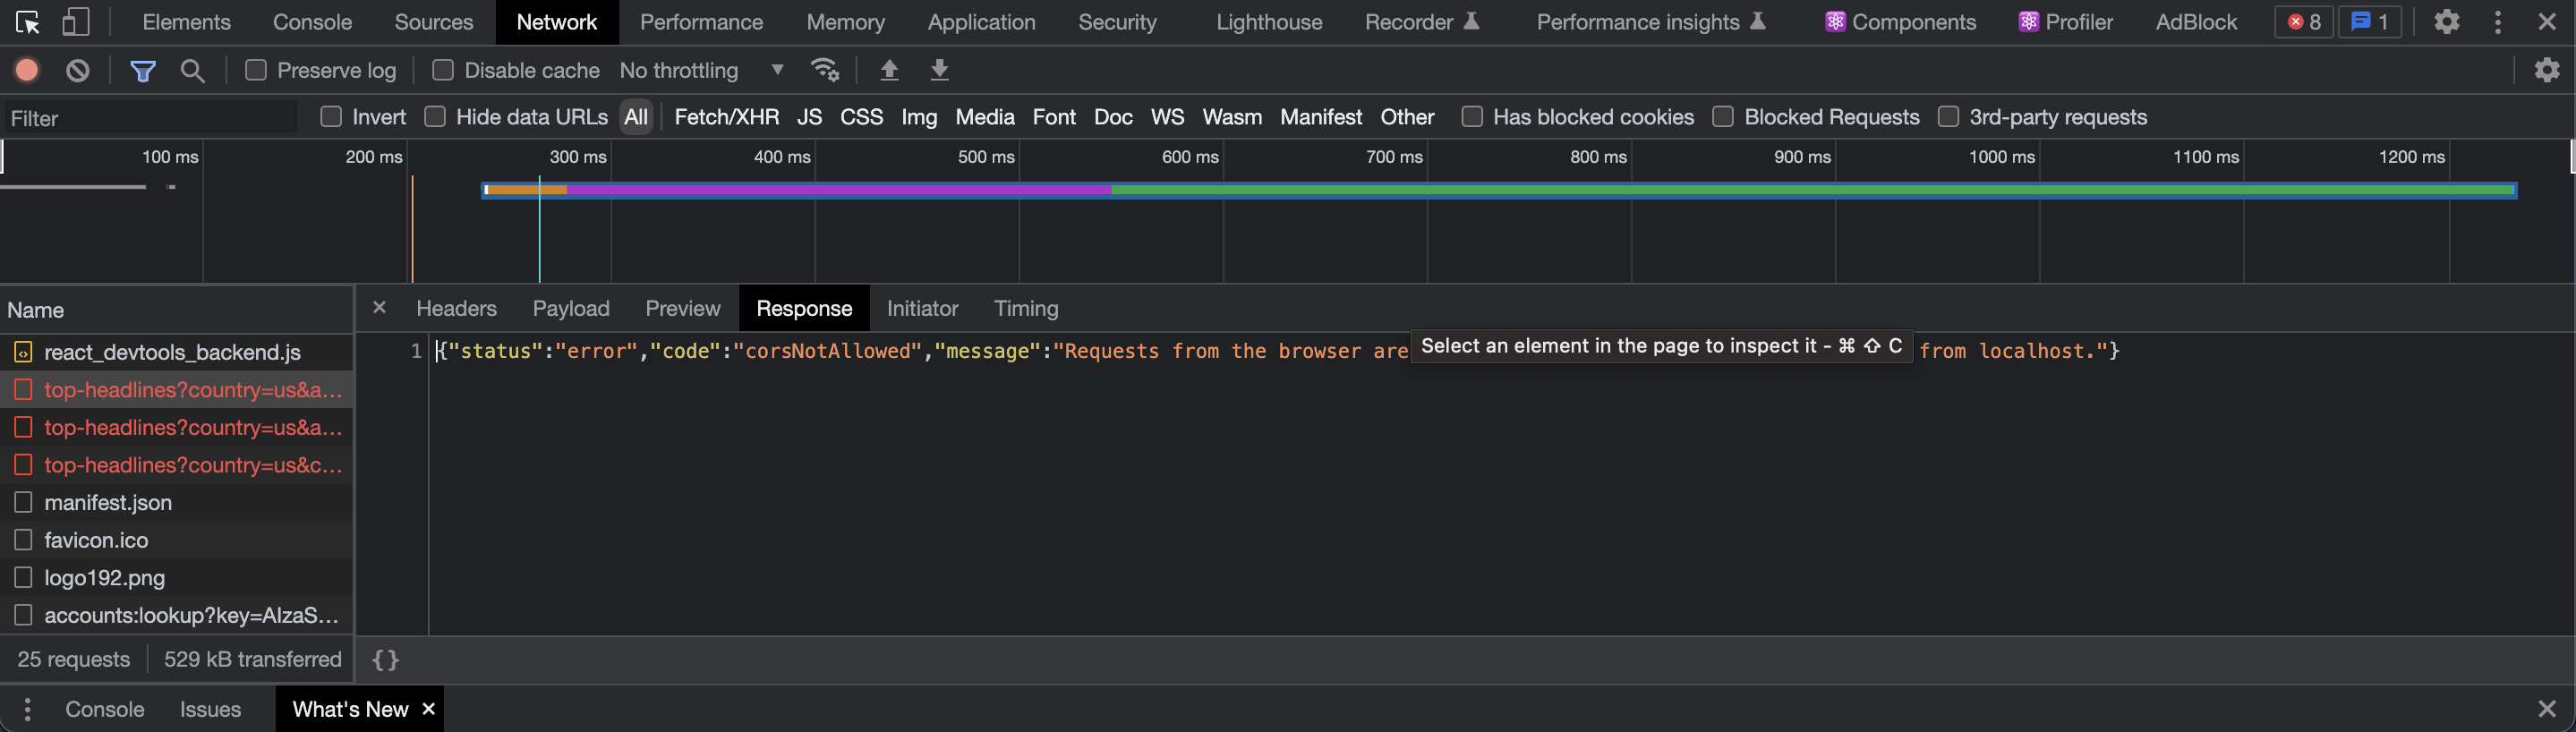 Elements Console Sources Network Performance Memory Application Security Lighthouse Recorder Performance insights Components Profiler AdBlock 8 1
Preserve log Disable cache No throttling
Filter Invert Hide data URLs All Fetch/XHR JS CSS Img Media Font Doc WS Wasm Manifest Other Has blocked cookies Blocked Requests 3rd-party requests
100 ms 200 ms 300 ms 400 ms 500 ms 600 ms 700 ms 800 ms 900 ms 1000 ms 1100 ms 1200 ms
Name
× Headers Payload Preview Response Initiator Timing
react_devtools_backend.js
top-headlines?country=us&a...
top-headlines?country=us&a...
top-headlines?country=us&c...
manifest.json
favicon.ico
logo192.png
accounts:lookup?key=AIzaS...
1 {"status":"error","code":"corsNotAllowed","message":"Requests from the browser are
Select an element in the page to inspect it - ⌘ ⇧ C
from localhost."}
25 requests 529 kB transferred {}
Console Issues What's New ×